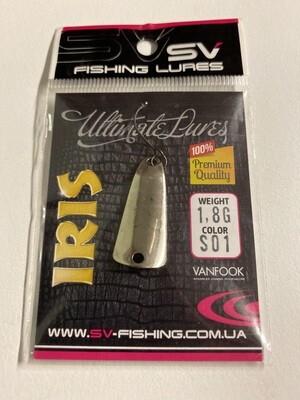 SV
FISHING LURES
Ultimate Lures
100%
Premium
Quality
IRIS
WEIGHT
1,8G
COLOR
S01
VANFOOK
WWW.SV-FISHING.COM.UA